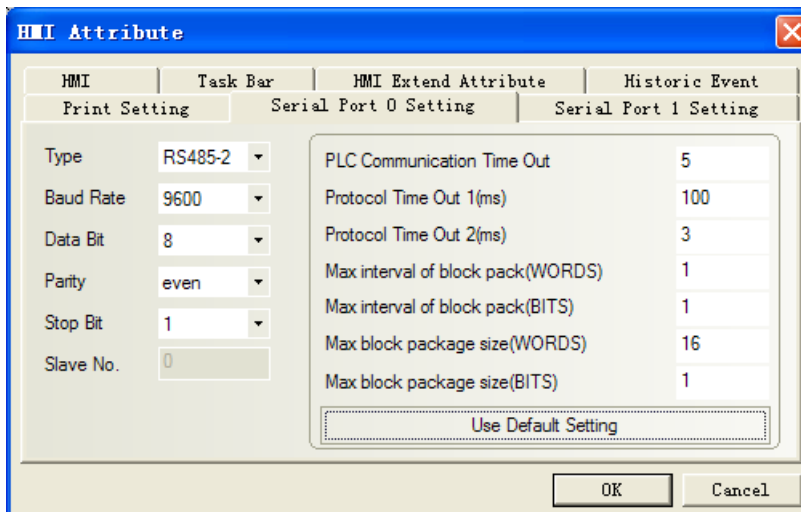 HMI Attribute
HMI Task Bar HMI Extend Attribute Historic Event
Print Setting Serial Port 0 Setting Serial Port 1 Setting
Type RS485-2
Baud Rate 9600
Data Bit 8
Parity even
Stop Bit 1
Slave No. 0
PLC Communication Time Out 5
Protocol Time Out 1(ms) 100
Protocol Time Out 2(ms) 3
Max interval of block pack(WORDS) 1
Max interval of block pack(BITS) 1
Max block package size(WORDS) 16
Max block package size(BITS) 1
Use Default Setting
OK Cancel